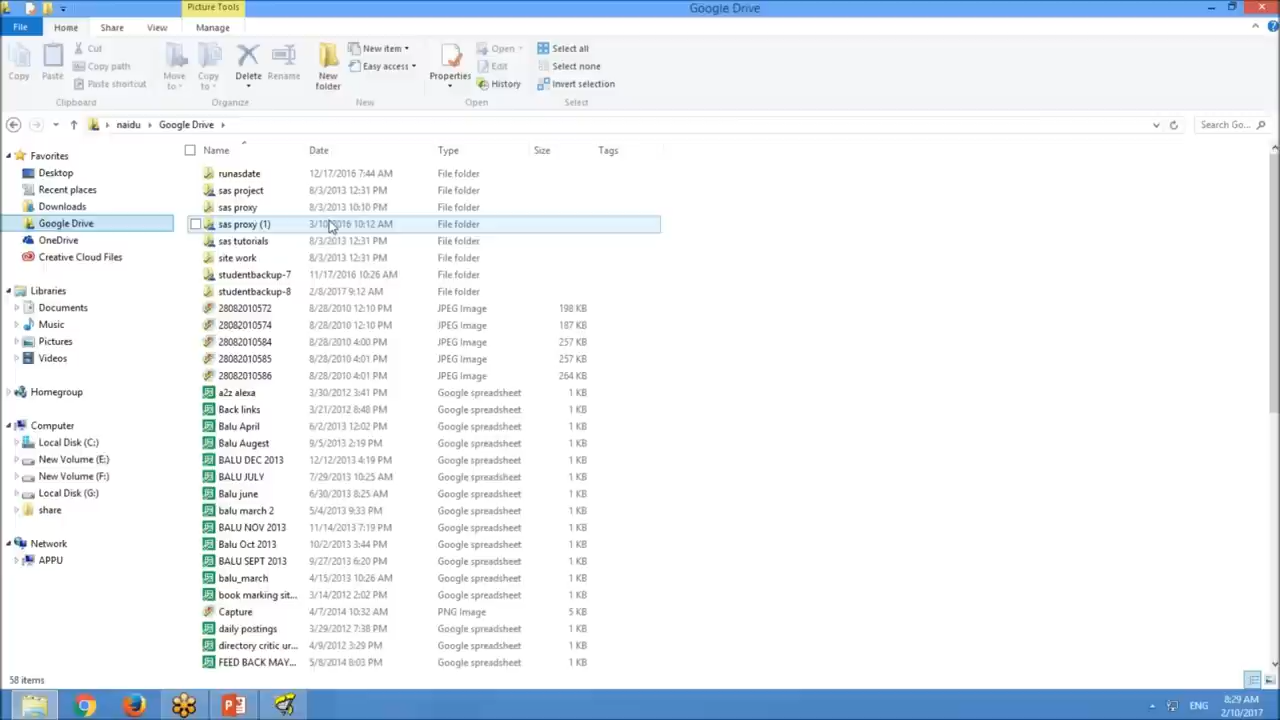 Picture Tools
Google Drive
File
Home
Share
View
Manage
Copy
Paste
Cut
Copy path
Paste shortcut
Clipboard
Move to
Copy to
Delete
Rename
Organize
New folder
New item
Easy access
New
Properties
Open
Edit
History
Open
Select all
Select none
Invert selection
Select
naidu
Google Drive
Search Go...
Favorites
Desktop
Recent places
Downloads
Google Drive
OneDrive
Creative Cloud Files
Libraries
Documents
Music
Pictures
Videos
Homegroup
Computer
Local Disk (C:)
New Volume (E:)
New Volume (F:)
Local Disk (G:)
share
Network
APPU
Name Date Type Size Tags
runasdate 12/17/2016 7:44 AM File folder
sas project 8/3/2013 12:31 PM File folder
sas proxy 8/3/2013 10:10 PM File folder
sas proxy (1) 3/10/2016 10:12 AM File folder
sas tutorials 8/3/2013 12:31 PM File folder
site work 8/3/2013 12:31 PM File folder
studentbackup-7 11/17/2016 10:26 AM File folder
studentbackup-8 2/8/2017 9:12 AM File folder
28082010572 8/28/2010 12:10 PM JPEG Image 198 KB
28082010574 8/28/2010 12:10 PM JPEG Image 187 KB
28082010584 8/28/2010 4:00 PM JPEG Image 257 KB
28082010585 8/28/2010 4:01 PM JPEG Image 257 KB
28082010586 8/28/2010 4:01 PM JPEG Image 264 KB
a2z alexa 3/30/2012 3:41 PM Google spreadsheet 1 KB
Back links 3/21/2012 8:48 PM Google spreadsheet 1 KB
Balu April 6/2/2013 12:02 PM Google spreadsheet 1 KB
Balu Augest 9/5/2013 2:19 PM Google spreadsheet 1 KB
BALU DEC 2013 12/12/2013 4:19 PM Google spreadsheet 1 KB
BALU JULY 7/29/2013 10:25 AM Google spreadsheet 1 KB
Balu june 6/30/2013 8:25 AM Google spreadsheet 1 KB
balu march 2 5/4/2013 9:33 PM Google spreadsheet 1 KB
BALU NOV 2013 11/14/2013 7:19 PM Google spreadsheet 1 KB
Balu Oct 2013 10/2/2013 3:44 PM Google spreadsheet 1 KB
BALU SEPT 2013 9/27/2013 6:20 PM Google spreadsheet 1 KB
balu_march 4/15/2013 10:26 AM Google spreadsheet 1 KB
book marking sit... 3/14/2012 2:02 PM Google spreadsheet 1 KB
Capture 4/7/2014 10:32 AM PNG Image 5 KB
daily postings 3/29/2012 7:38 PM Google spreadsheet 1 KB
directory critic ur... 4/9/2012 3:29 PM Google spreadsheet 1 KB
FEED BACK MAY... 5/8/2014 8:03 PM Google spreadsheet 1 KB
58 items
ENG
8:29 AM
2/10/2017